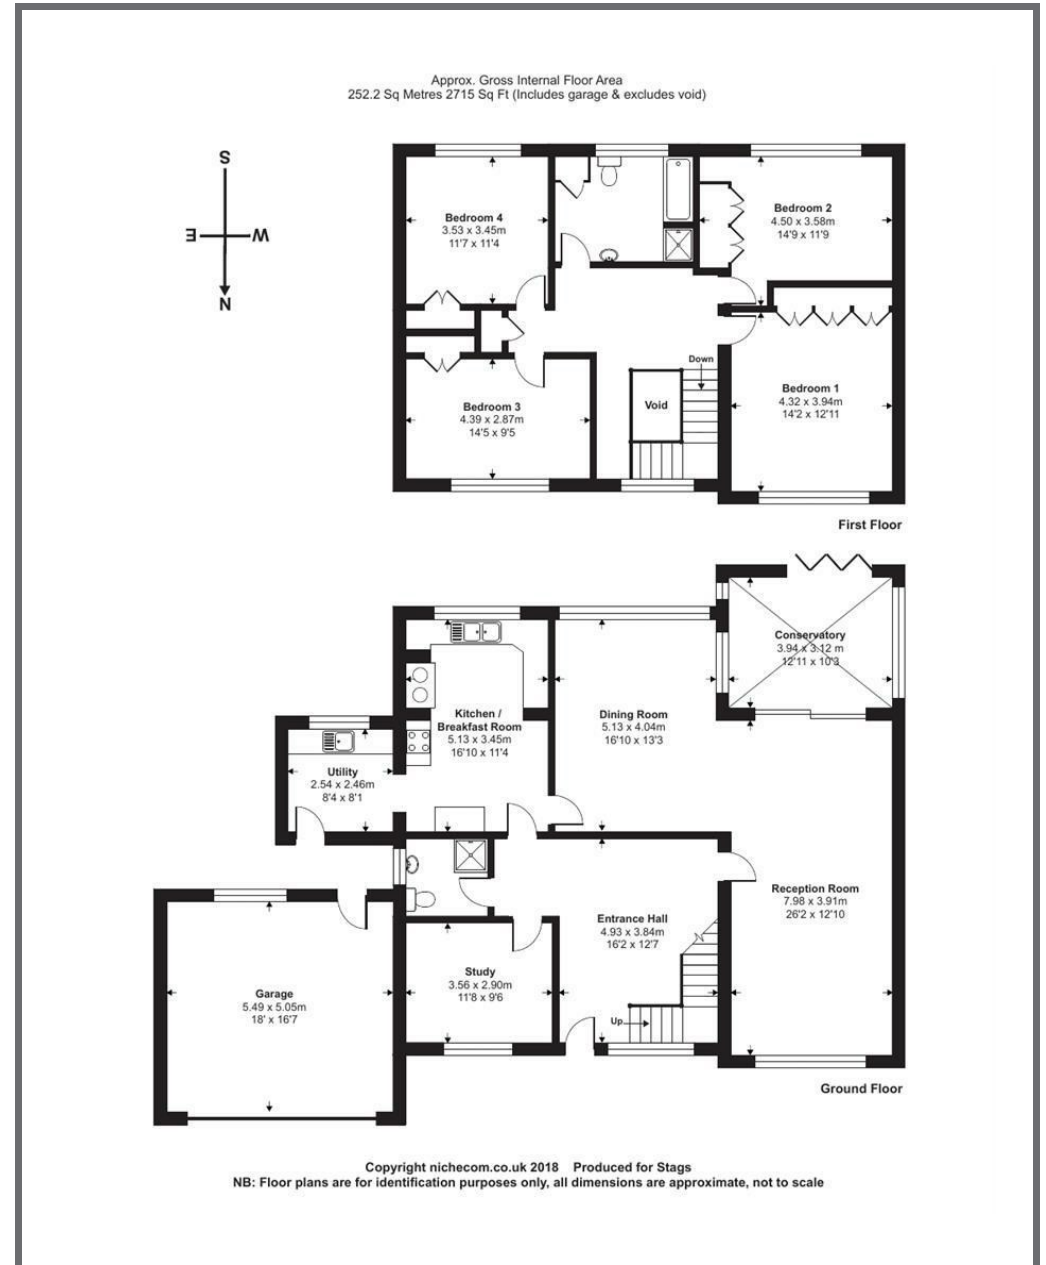 Approx. Gross Internal Floor Area
252.2 Sq Metres 2715 Sq Ft (Includes garage & excludes void)
S
E
W
N
Bedroom 4
3.53 x 3.45m
11'7 x 11'4
Bedroom 2
4.50 x 3.58m
14'9 x 11'9
Down
Void
Bedroom 1
4.32 x 3.94m
14'2 x 12'11
Bedroom 3
4.39 x 2.87m
14'5 x 9'5
First Floor
Conservatory
3.94 x 3.12 m
12'11 x 10'3
Kitchen /
Breakfast Room
5.13 x 3.45m
16'10 x 11'4
Dining Room
5.13 x 4.04m
16'10 x 13'3
Utility
2.54 x 2.46m
8'4 x 8'1
Reception Room
7.98 x 3.91m
26'2 x 12'10
Entrance Hall
4.93 x 3.84m
16'2 x 12'7
Study
3.56 x 2.90m
11'8 x 9'6
Garage
5.49 x 5.05m
18' x 16'7
Up
Ground Floor
Copyright nichecom.co.uk 2018 Produced for Stags
NB: Floor plans are for identification purposes only, all dimensions are approximate, not to scale